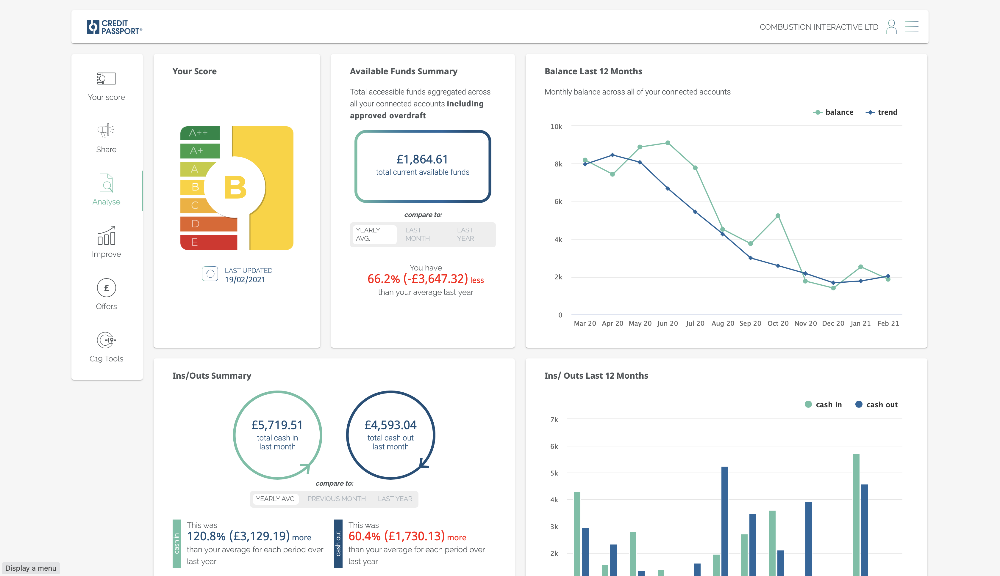 CREDIT
PASSPORT®
COMBUSTION INTERACTIVE LTD
Your score
Share
Analyse
Improve
£
Offers
-19-
C19 Tools
Your Score
A++
A+
A
B
C
D
E
B
LAST UPDATED
19/02/2021
Available Funds Summary
Total accessible funds aggregated across
all your connected accounts including
approved overdraft
£1,864.61
total current available funds
compare to:
YEARLY AVG.
LAST MONTH
LAST YEAR
You have
66.2% (-£3,647.32) less
than your average last year
Balance Last 12 Months
Monthly balance across all of your connected accounts
balance trend
10k
8k
6k
4k
2k
0
Mar 20 Apr 20 May 20 Jun 20 Jul 20 Aug 20 Sep 20 Oct 20 Nov 20 Dec 20 Jan 21 Feb 21
Ins/Outs Summary
£5,719.51
total cash in
last month
£4,593.04
total cash out
last month
compare to:
YEARLY AVG. PREVIOUS MONTH LAST YEAR
cash in
This was
120.8% (£3,129.19) more
than your average for each period over
last year
cash out
This was
60.4% (£1,730.13) more
than your average for each period over
last year
Ins/ Outs Last 12 Months
cash in cash out
7k
6k
5k
4k
3k
2k
Display a menu